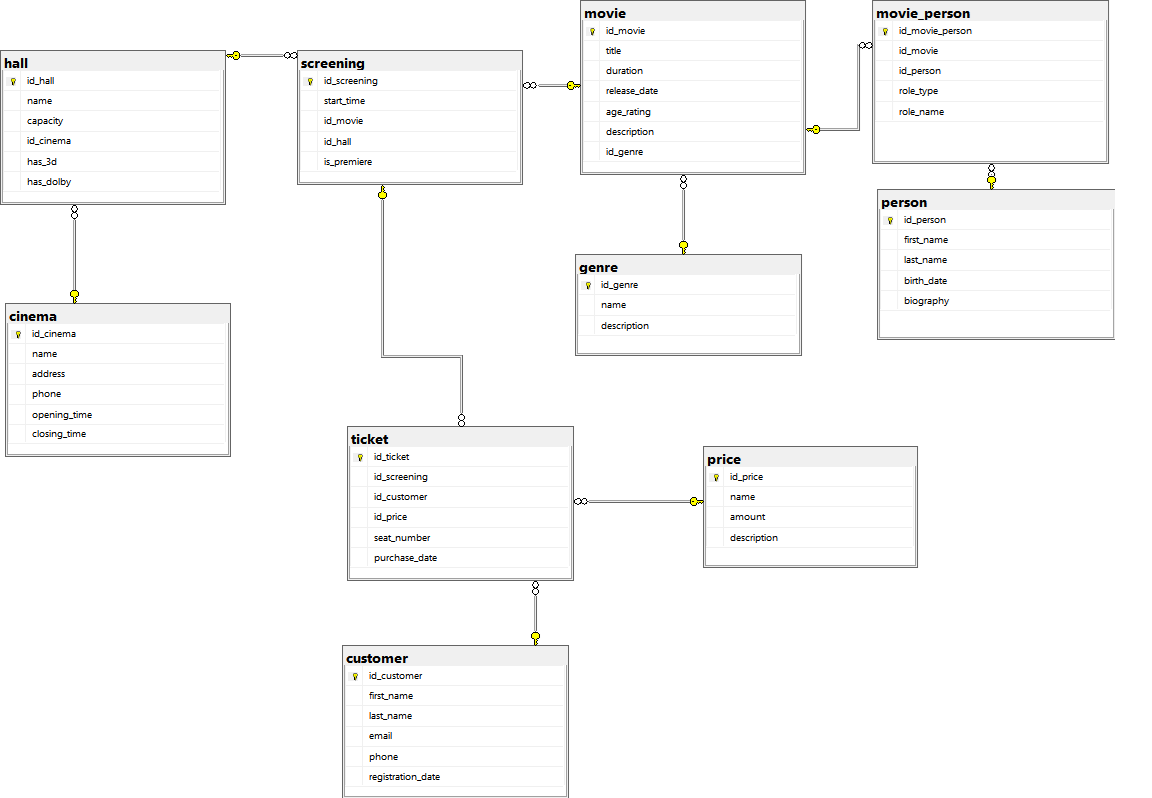 hall
id_hall
name
capacity
id_cinema
has_3d
has_dolby
screening
id_screening
start_time
id_movie
id_hall
is_premiere
movie
id_movie
title
duration
release_date
age_rating
description
id_genre
movie_person
id_movie_person
id_movie
id_person
role_type
role_name
person
id_person
first_name
last_name
birth_date
biography
genre
id_genre
name
description
cinema
id_cinema
name
address
phone
opening_time
closing_time
ticket
id_ticket
id_screening
id_customer
id_price
seat_number
purchase_date
price
id_price
name
amount
description
customer
id_customer
first_name
last_name
email
phone
registration_date